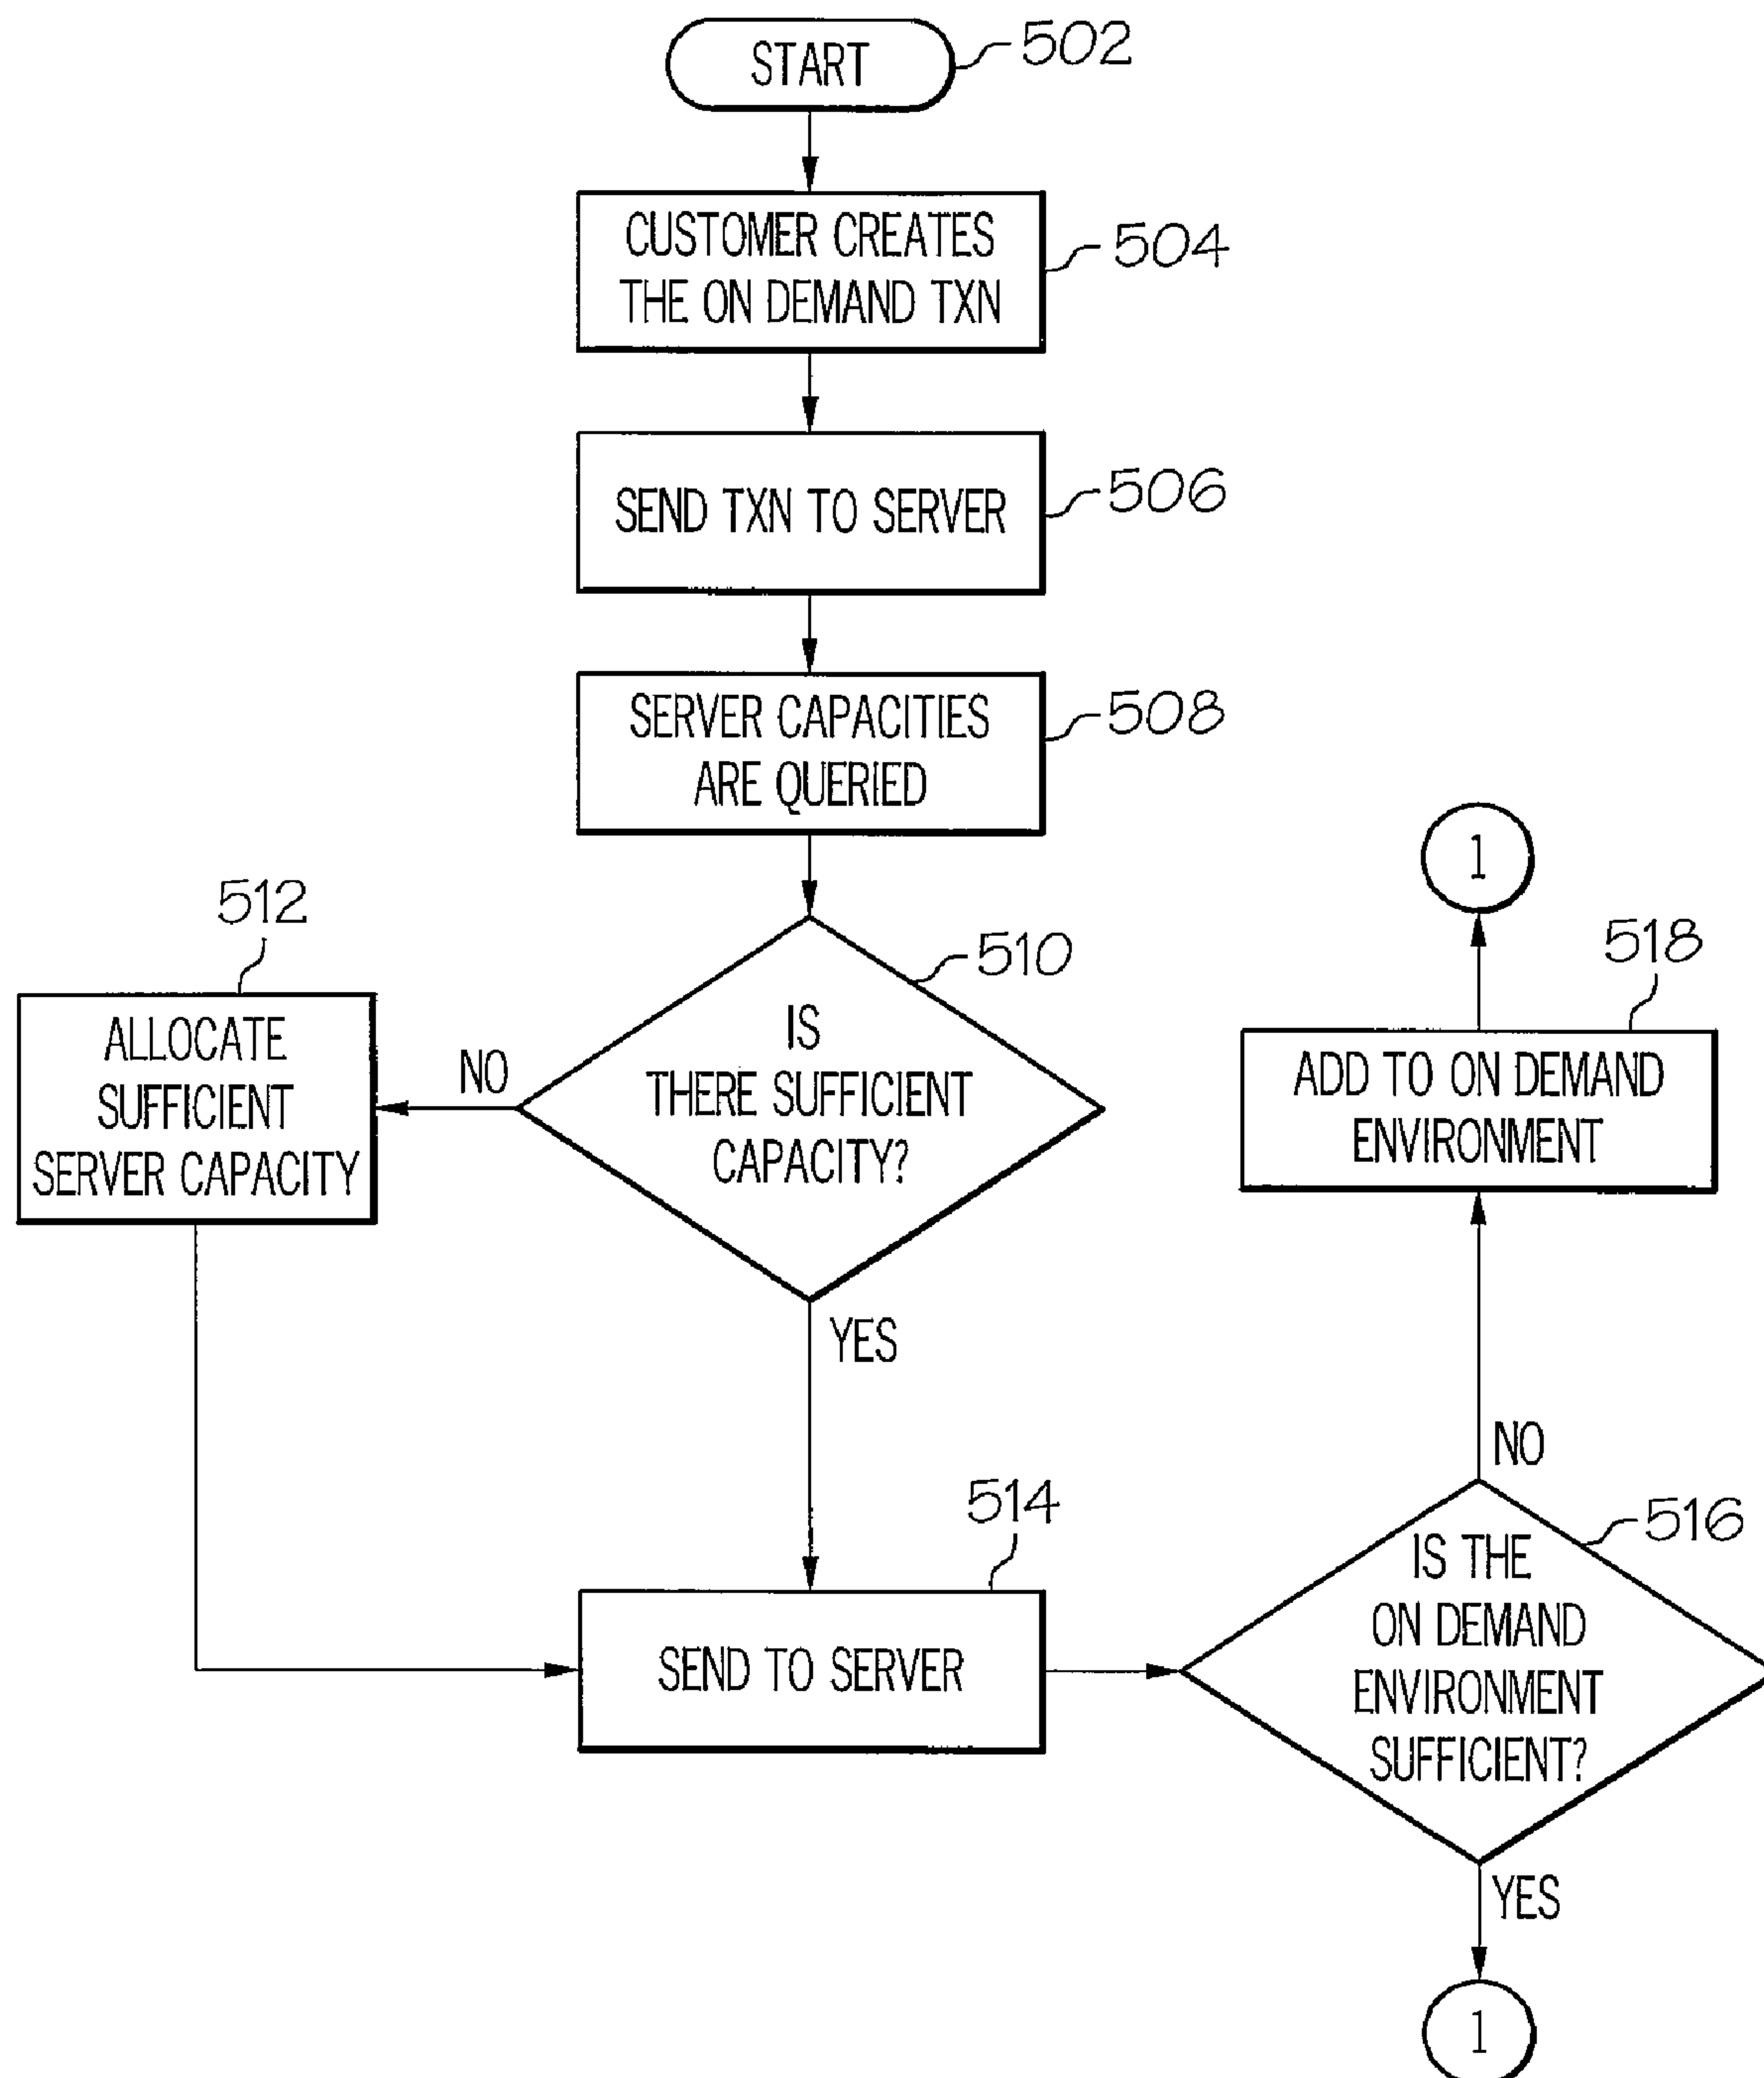 START
502
CUSTOMER CREATES
THE ON DEMAND TXN
504
SEND TXN TO SERVER
506
SERVER CAPACITIES
ARE QUERIED
508
IS
THERE SUFFICIENT
CAPACITY?
510
NO
YES
512
ALLOCATE
SUFFICIENT
SERVER CAPACITY
514
SEND TO SERVER
516
IS THE
ON DEMAND
ENVIRONMENT
SUFFICIENT?
NO
YES
518
ADD TO ON DEMAND
ENVIRONMENT
1
1